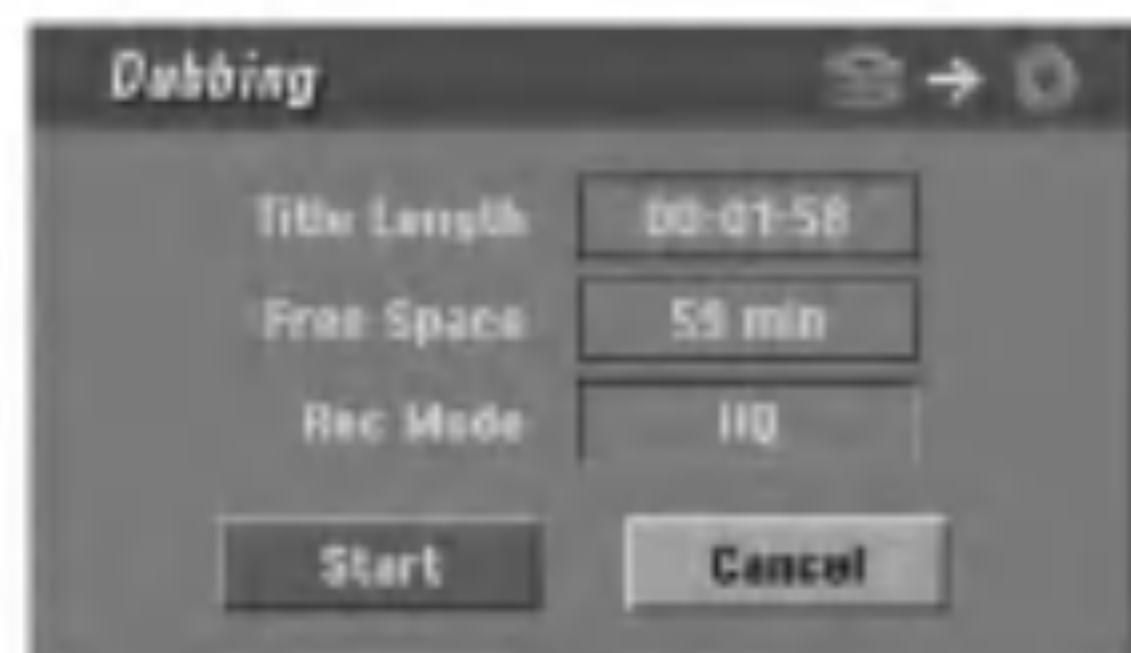 Dubbing
Title Length 00:01:58
Free Space 59 min
Rec Mode HQ
Start Cancel